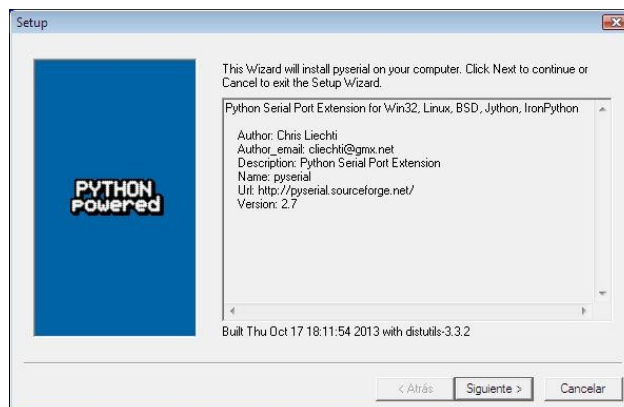 Setup
This Wizard will install pyserial on your computer. Click Next to continue or
Cancel to exit the Setup Wizard.
Python Serial Port Extension for Win32, Linux, BSD, Jython, IronPython
Author: Chris Liechti
Author_email: cliechti@gmx.net
Description: Python Serial Port Extension
Name: pyserial
Url: http://pyserial.sourceforge.net/
Version: 2.7
PYTHON
powered
Built Thu Oct 17 18:11:54 2013 with distutils-3.3.2
< Atrás
Siguiente >
Cancelar